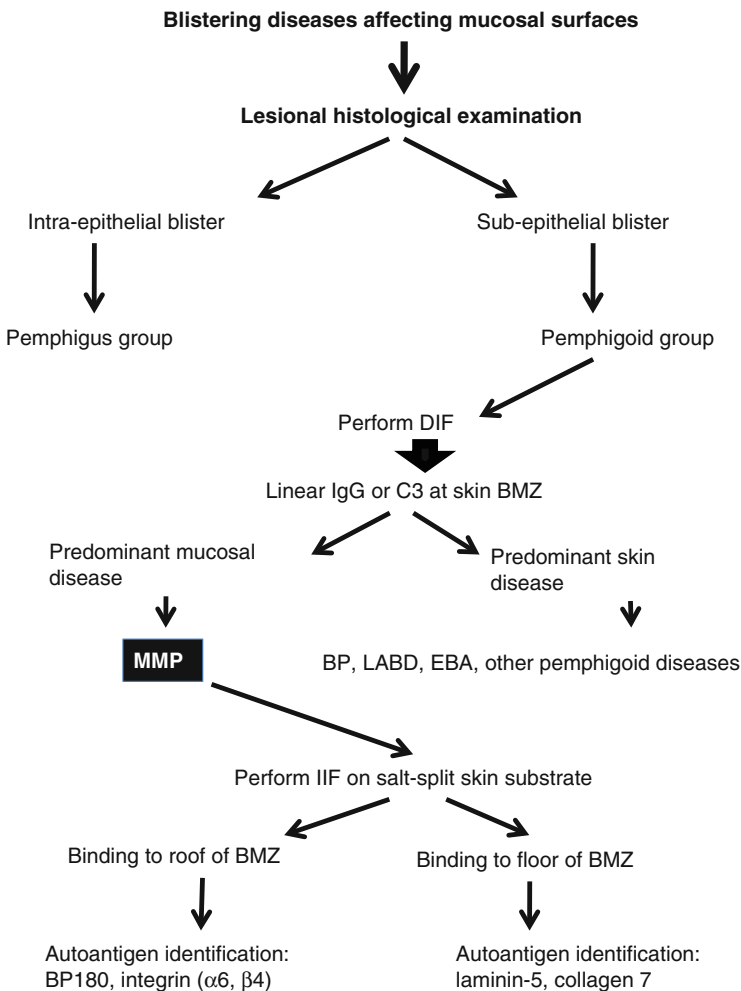 Blistering diseases affecting mucosal surfaces
Lesional histological examination
Intra-epithelial blister
Sub-epithelial blister
Pemphigus group
Pemphigoid group
Perform DIF
Linear IgG or C3 at skin BMZ
Predominant mucosal
disease
Predominant skin
disease
MMP
BP, LABD, EBA, other pemphigoid diseases
Perform IIF on salt-split skin substrate
Binding to roof of BMZ
Binding to floor of BMZ
Autoantigen identification:
BP180, integrin (α6, β4)
Autoantigen identification:
laminin-5, collagen 7